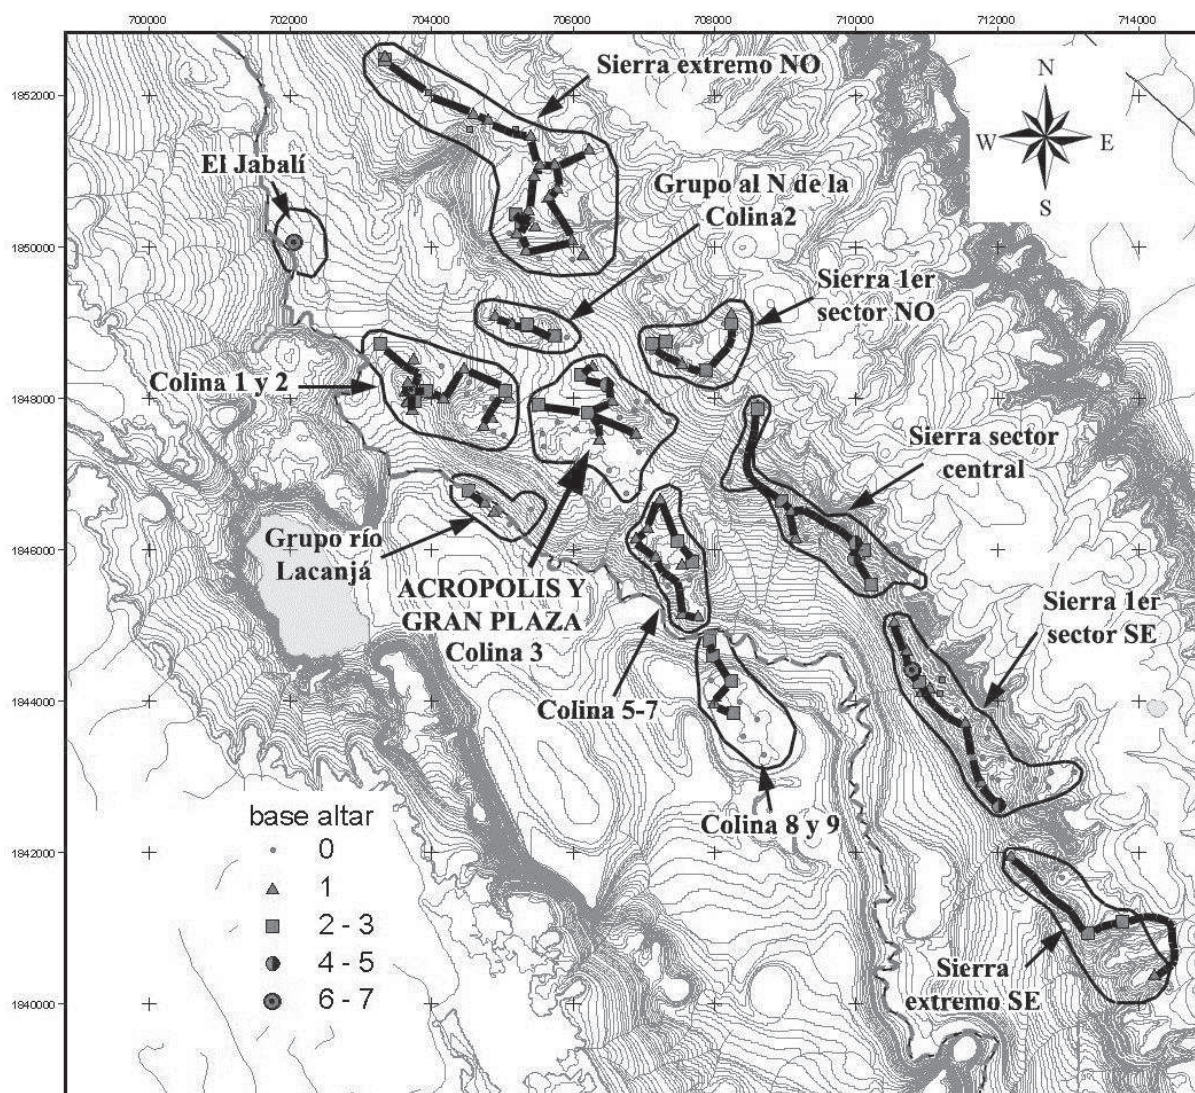 700000 702000 704000 706000 708000 710000 712000 714000
1852000
1850000
1848000
1846000
1844000
1842000
1840000
Sierra extremo NO
N
W E
S
El Jabalí
Grupo al N de la
Colina2
Sierra 1er
sector NO
Colina 1 y 2
Sierra sector
central
Grupo río
Lacanjá
ACROPOLIS Y
GRAN PLAZA
Colina 3
Sierra 1er
sector SE
Colina 5-7
Colina 8 y 9
Sierra
extremo SE
base altar
0
1
2 - 3
4 - 5
6 - 7